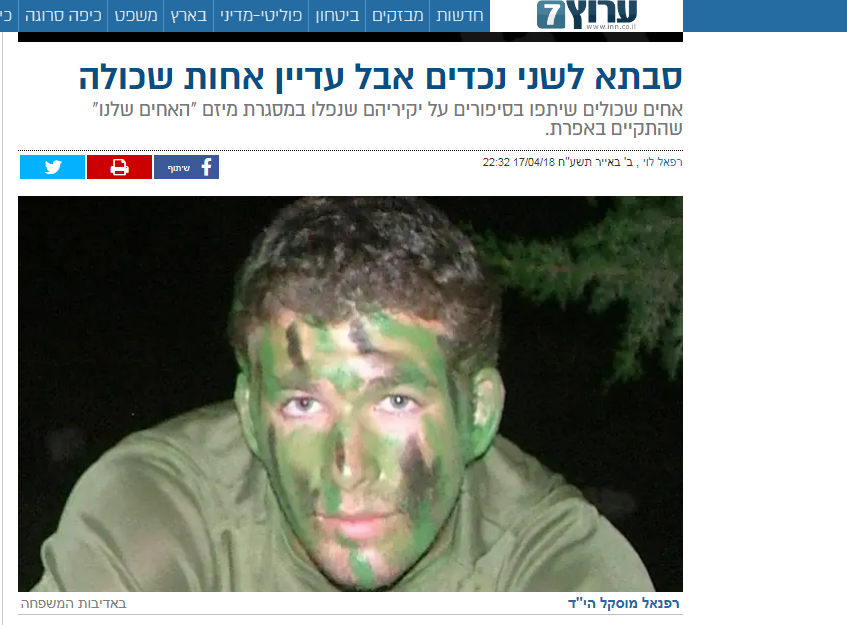 ערוץ 7
www.inn.co.il
חדשות מבזקים ביטחון פוליטי-מדיני בארץ משפט כיפה סרוגה כי
סבתא לשני נכדים אבל עדיין אחות שכולה
אחים שכולים שיתפו בסיפורים על יקיריהם שנפלו במסגרת מיזם "האחים שלנו"
שהתקיים באפרת.
רפאל לוי , ב' באייר תשע"ח 17/04/18 22:32
שיתוף
רפנאל מוסקל הי"ד
באדיבות המשפחה